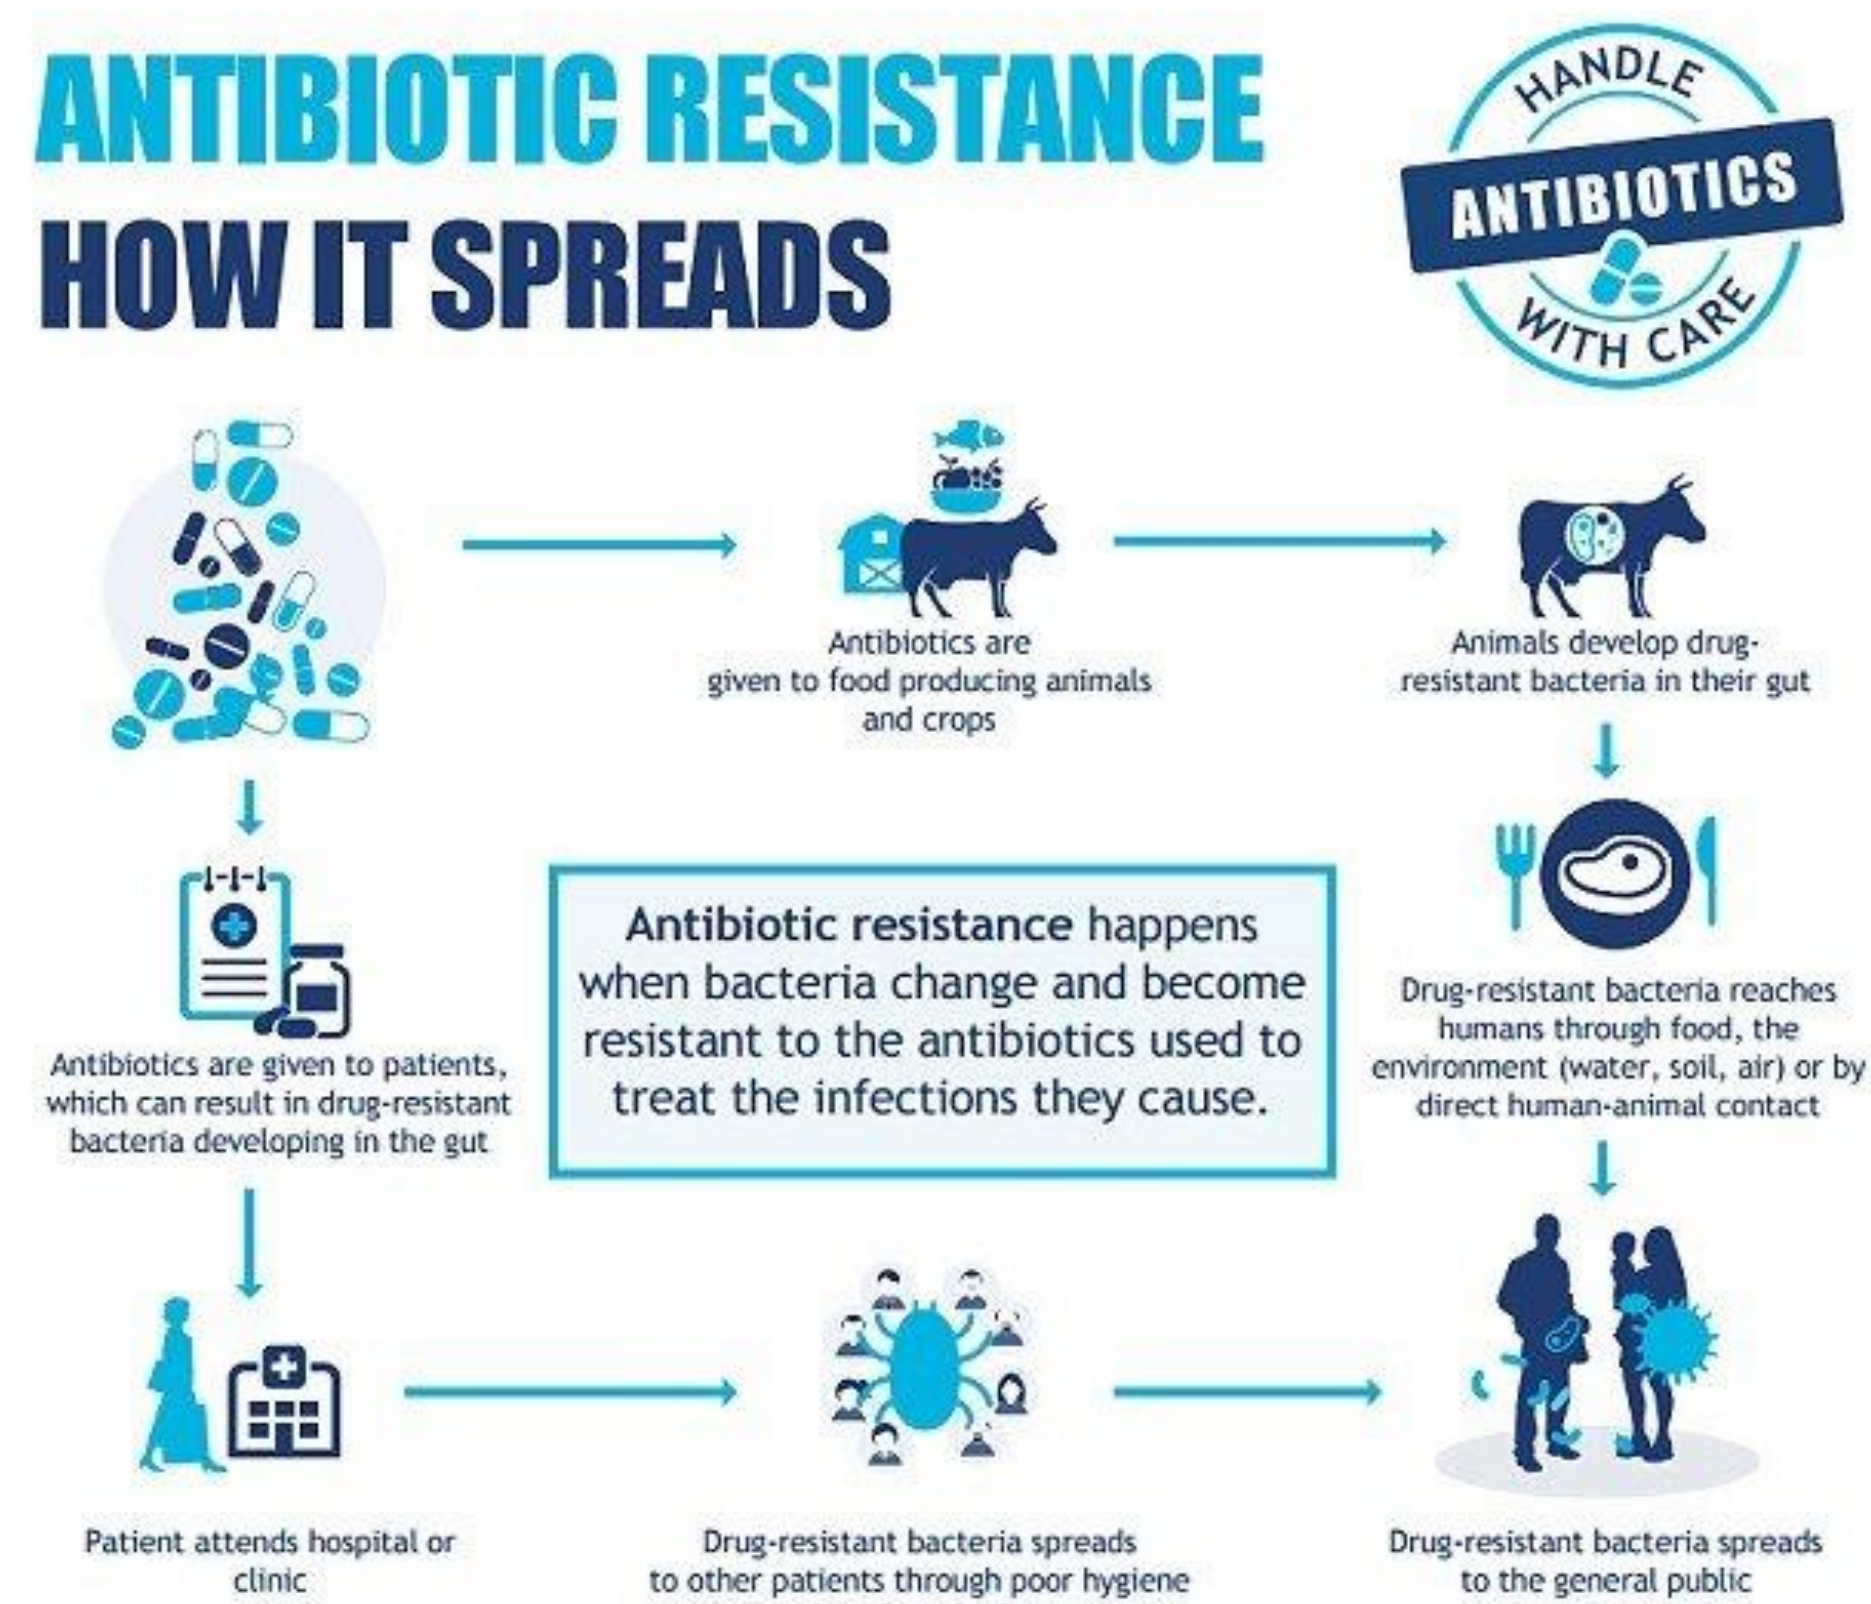 ANTIBIOTIC RESISTANCE
HOW IT SPREADS
HANDLE
ANTIBIOTICS
WITH CARE
Antibiotics are
given to food producing animals
and crops
Animals develop drug-
resistant bacteria in their gut
Antibiotics are given to patients,
which can result in drug-resistant
bacteria developing in the gut
Antibiotic resistance happens
when bacteria change and become
resistant to the antibiotics used to
treat the infections they cause.
Drug-resistant bacteria reaches
humans through food, the
environment (water, soil, air) or by
direct human-animal contact
Patient attends hospital or
clinic
Drug-resistant bacteria spreads
to other patients through poor hygiene
Drug-resistant bacteria spreads
to the general public